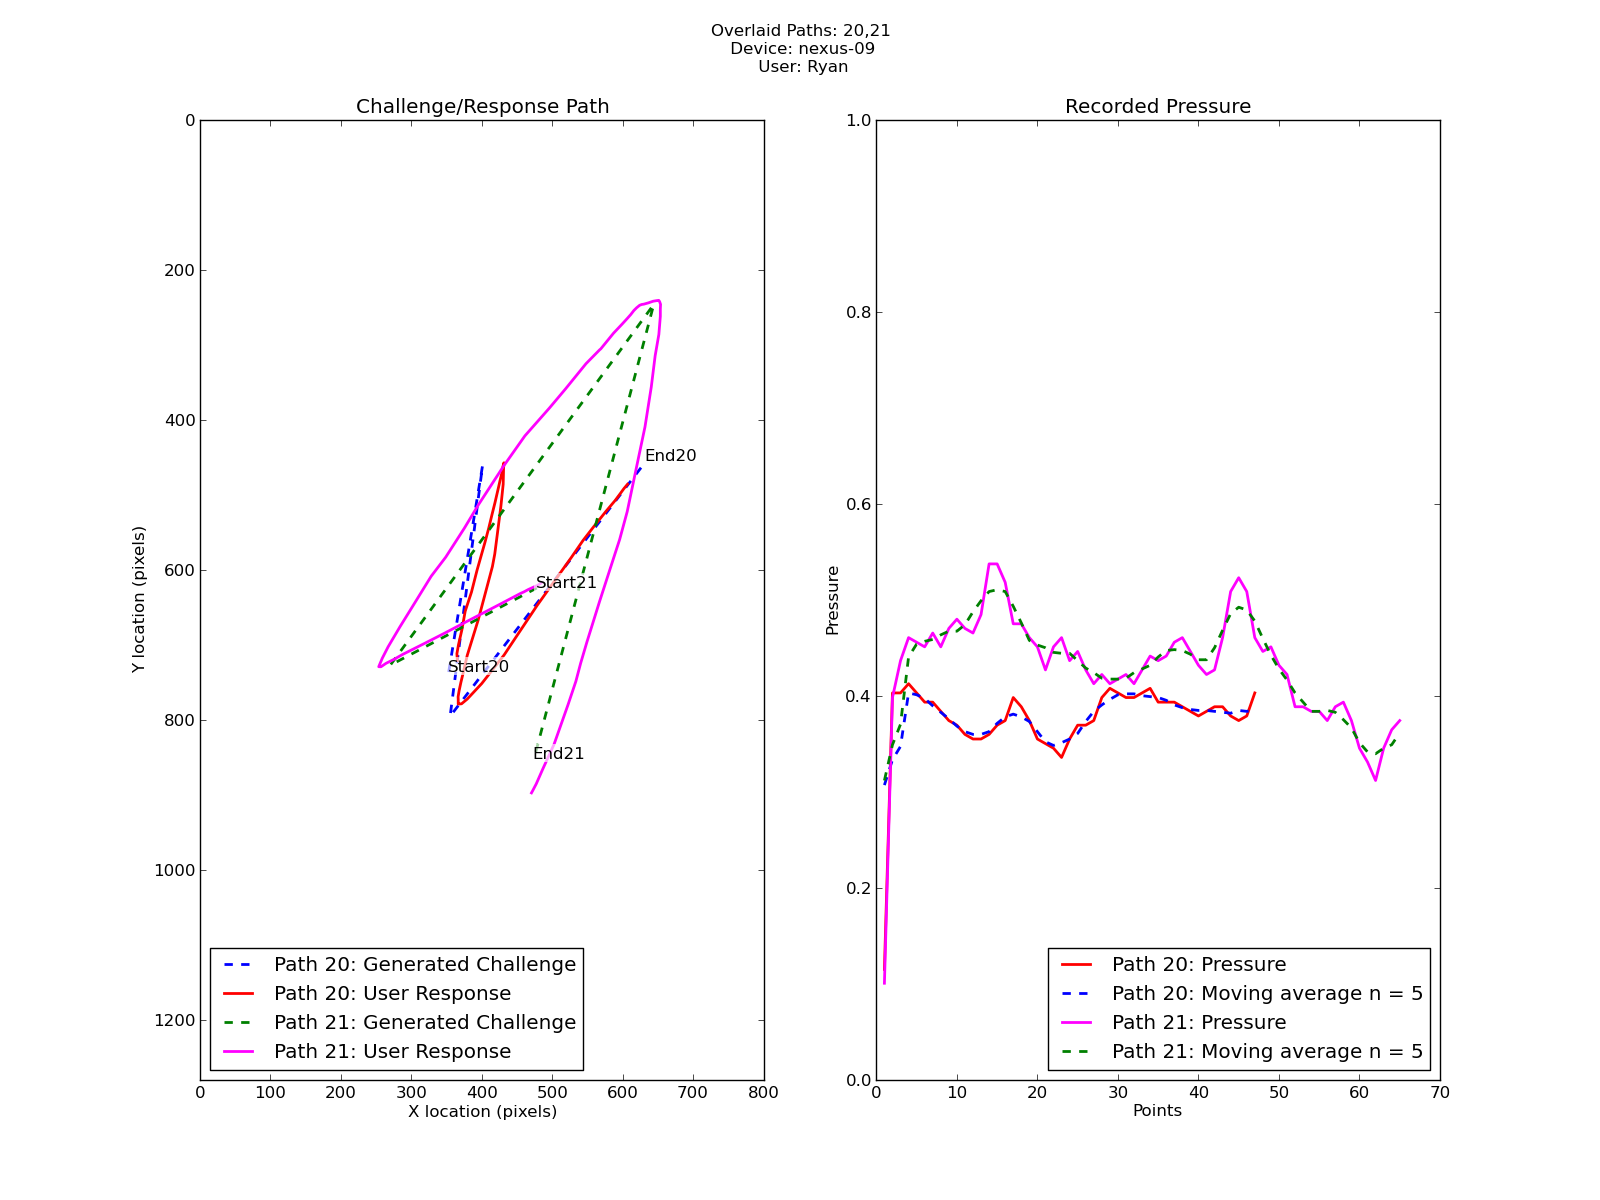 Overlaid Paths: 20,21
Device: nexus-09
User: Ryan
Challenge/Response Path
0
200
400
600
800
1000
1200
Y location (pixels)
End20
Start21
Start20
End21
Path 20: Generated Challenge
Path 20: User Response
Path 21: Generated Challenge
Path 21: User Response
0 100 200 300 400 500 600 700 800
X location (pixels)
Recorded Pressure
1.0
0.8
0.6
0.4
0.2
0.0
Pressure
Path 20: Pressure
Path 20: Moving average n = 5
Path 21: Pressure
Path 21: Moving average n = 5
0 10 20 30 40 50 60 70
Points